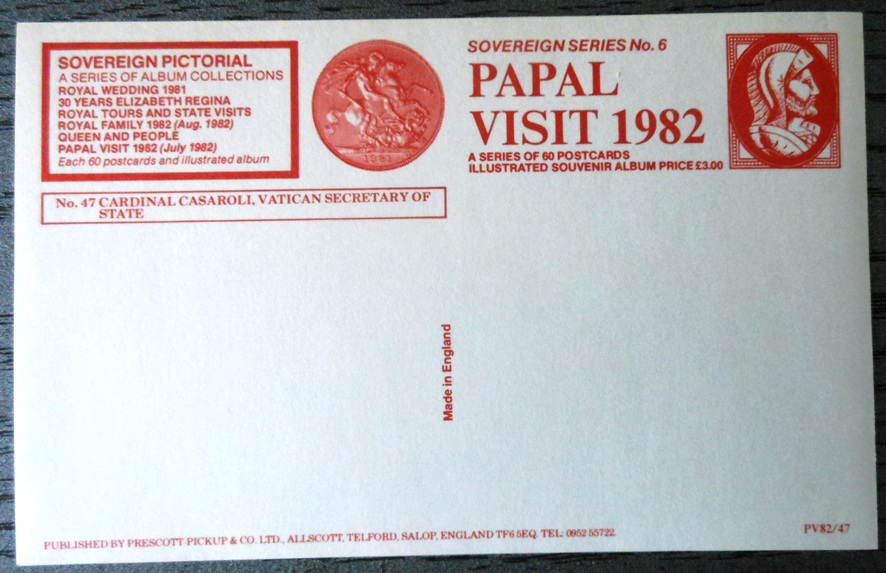 SOVEREIGN PICTORIAL
A SERIES OF ALBUM COLLECTIONS
ROYAL WEDDING 1981
30 YEARS ELIZABETH REGINA
ROYAL TOURS AND STATE VISITS
ROYAL FAMILY 1982 (Aug. 1982)
QUEEN AND PEOPLE
PAPAL VISIT 1982 (July 1982)
Each 60 postcards and illustrated album
1981
SOVEREIGN SERIES No. 6
PAPAL
VISIT 1982
A SERIES OF 60 POSTCARDS
ILLUSTRATED SOUVENIR ALBUM PRICE £3.00
No. 47 CARDINAL CASAROLI, VATICAN SECRETARY OF
STATE
Made in England
PUBLISHED BY PRESCOTT-PICKUP & CO. LTD., ALLSCOTT, TELFORD, SALOP, ENGLAND TF6 5EQ. TEL. 0952 55722.
PV82/47